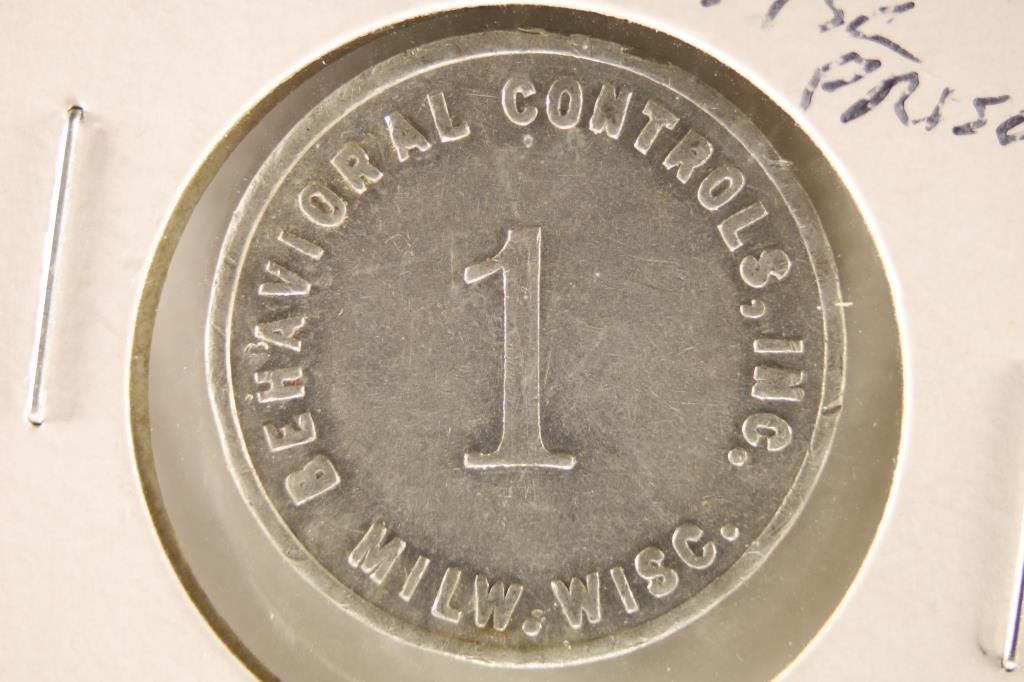 BEHAVIORAL CONTROLS, INC.
1
MILW. WISC.